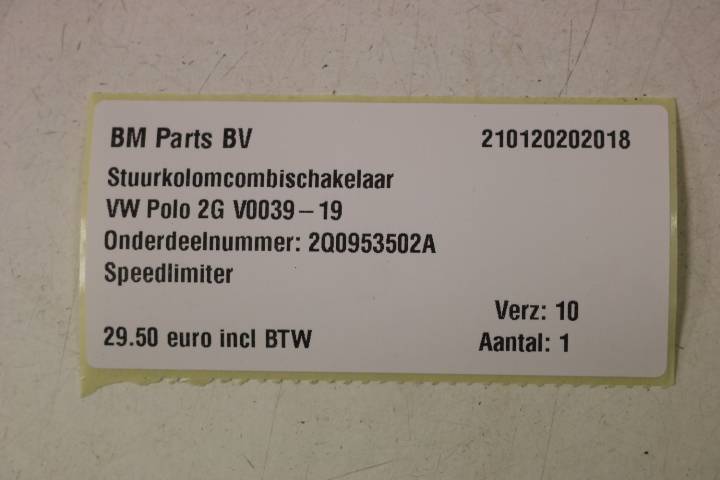 BM Parts BV 210120202018
Stuurkolomcombischakelaar
VW Polo 2G V0039 – 19
Onderdeelnummer: 2Q0953502A
Speedlimiter
Verz: 10
29.50 euro incl BTW Aantal: 1